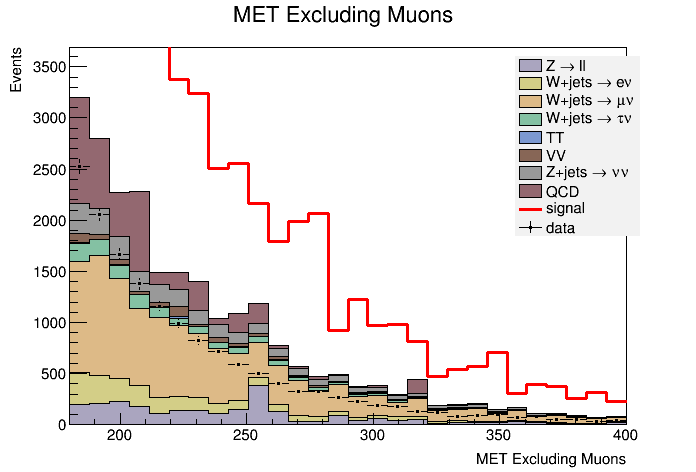 MET Excluding Muons
Events
3500
3000
2500
2000
1500
1000
500
0
200
250
300
350
400
MET Excluding Muons
Z → ll
W+jets → eν
W+jets → μν
W+jets → τν
TT
VV
Z+jets → νν
QCD
signal
data